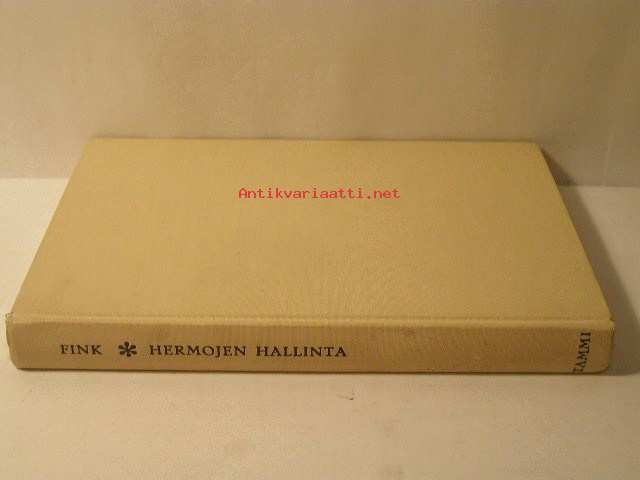 Antikvariaatti.net
FINK * HERMOJEN HALLINTA
TAMMI